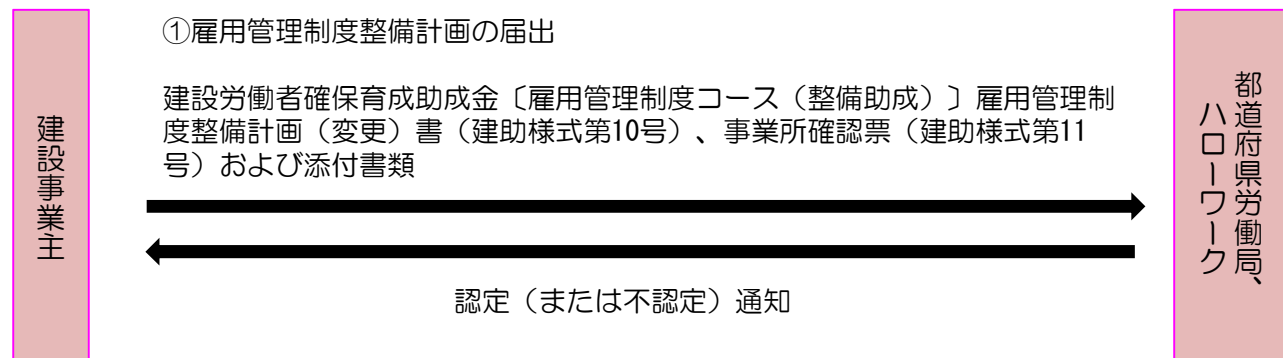 建設事業主
①雇用管理制度整備計画の届出
建設労働者確保育成助成金〔雇用管理制度コース（整備助成）〕雇用管理制
度整備計画（変更）書（建助様式第10号）、事業所確認票（建助様式第11
号）および添付書類
認定（または不認定）通知
都道府県労働局、
ハローワーク